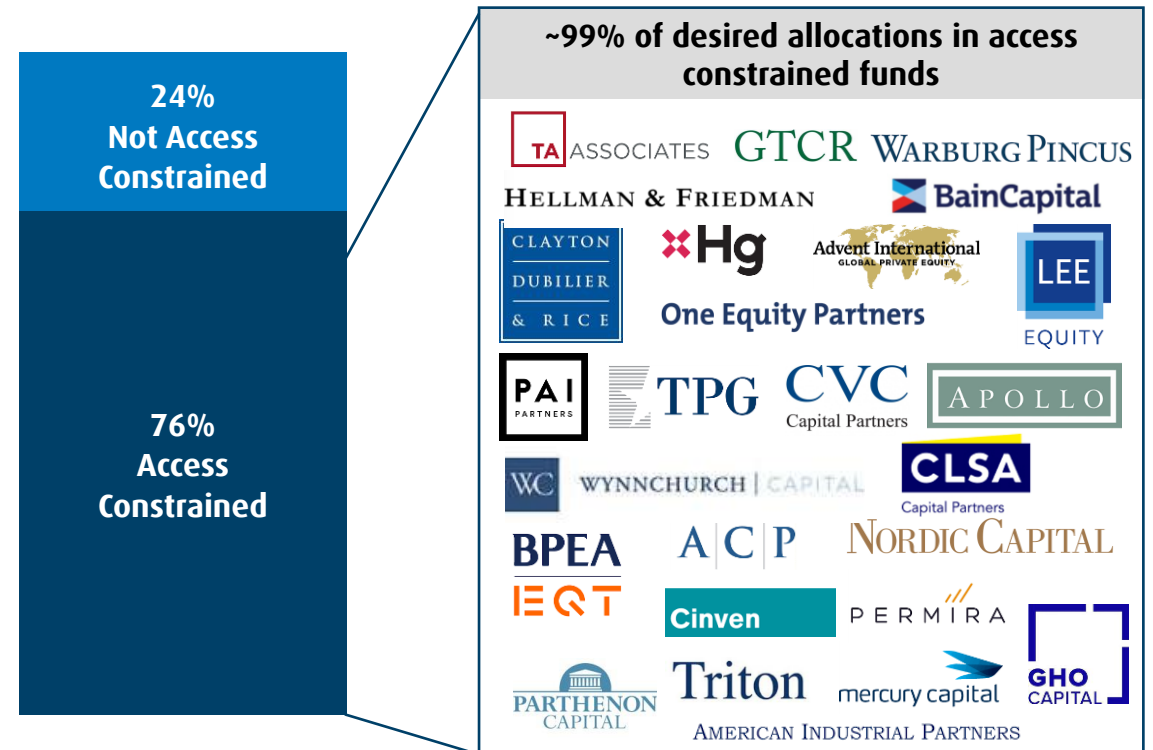 24%
Not Access
Constrained
76%
Access
Constrained
~99% of desired allocations in access
constrained funds
TA ASSOCIATES
GTCR
WARBURG PINCUS
HELLMAN & FRIEDMAN
BainCapital
CLAYTON
DUBILIER
& RICE
Hg
Advent International
GLOBAL PRIVATE EQUITY
One Equity Partners
LEE
EQUITY
PAI
PARTNERS
TPG
CVC
Capital Partners
APOLLO
WC WYNNCHURCH | CAPITAL
CLSA
Capital Partners
BPEA
EQT
A|C|P
NORDIC CAPITAL
Cinven
PERMIRA
GHO
CAPITAL
PARTHENON
CAPITAL
Triton
mercury capital
AMERICAN INDUSTRIAL PARTNERS